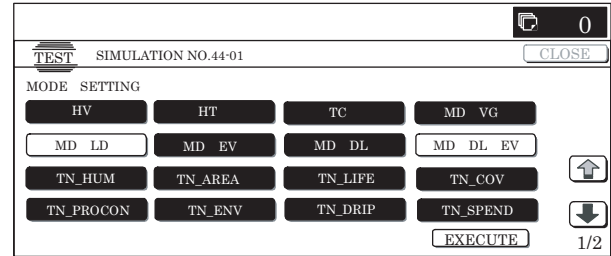 0
TEST SIMULATION NO.44-01 CLOSE
MODE SETTING
HV HT TC MD VG
MD LD MD EV MD DL MD DL EV
TN_HUM TN_AREA TN_LIFE TN_COV
TN_PROCON TN_ENV TN_DRIP TN_SPEND
EXECUTE 1/2